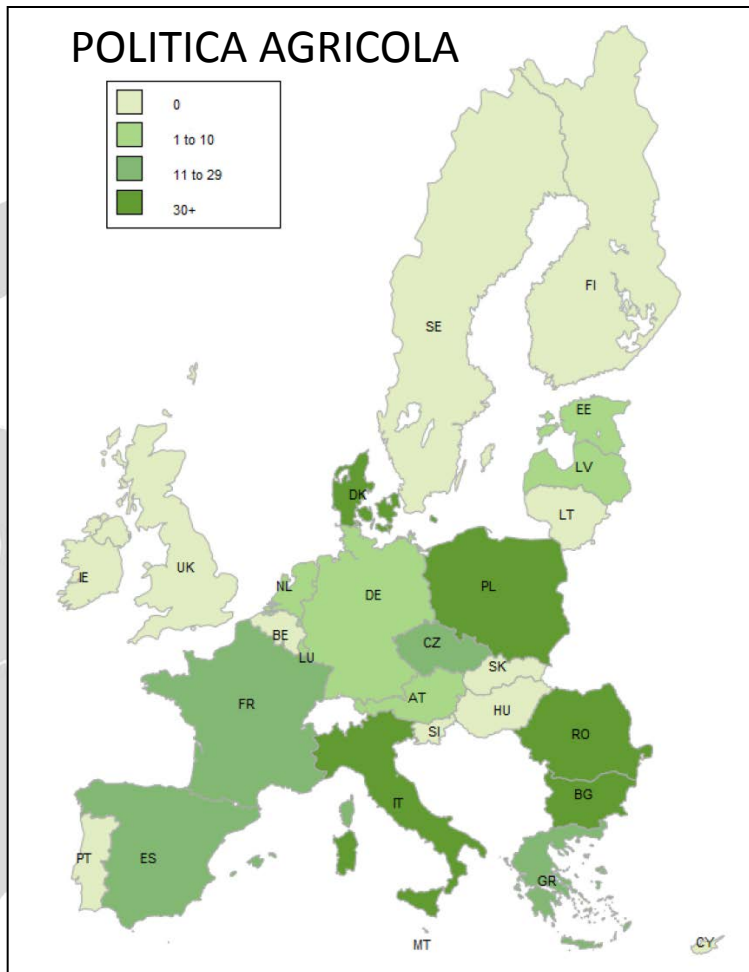 POLITICA AGRICOLA
0
1 to 10
11 to 29
30+
FI
SE
EE
LV
LT
DK
IE
UK
NL
DE
PL
BE
LU
CZ
SK
FR
AT
HU
SI
RO
BG
IT
PT
ES
GR
MT
CY